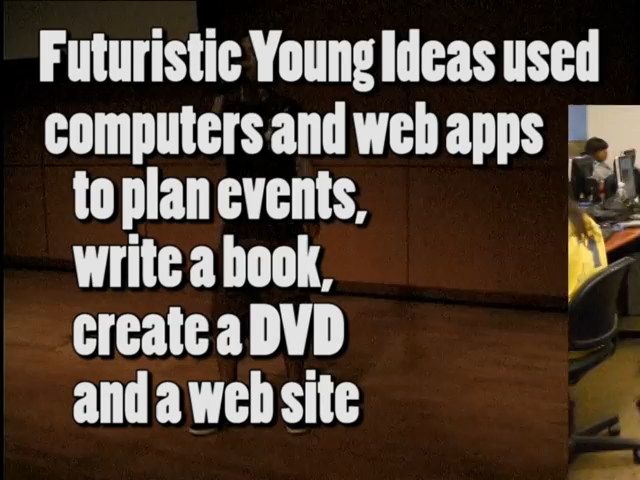 Futuristic Young Ideas used
computers and web apps
to plan events,
write a book,
create a DVD
and a web site